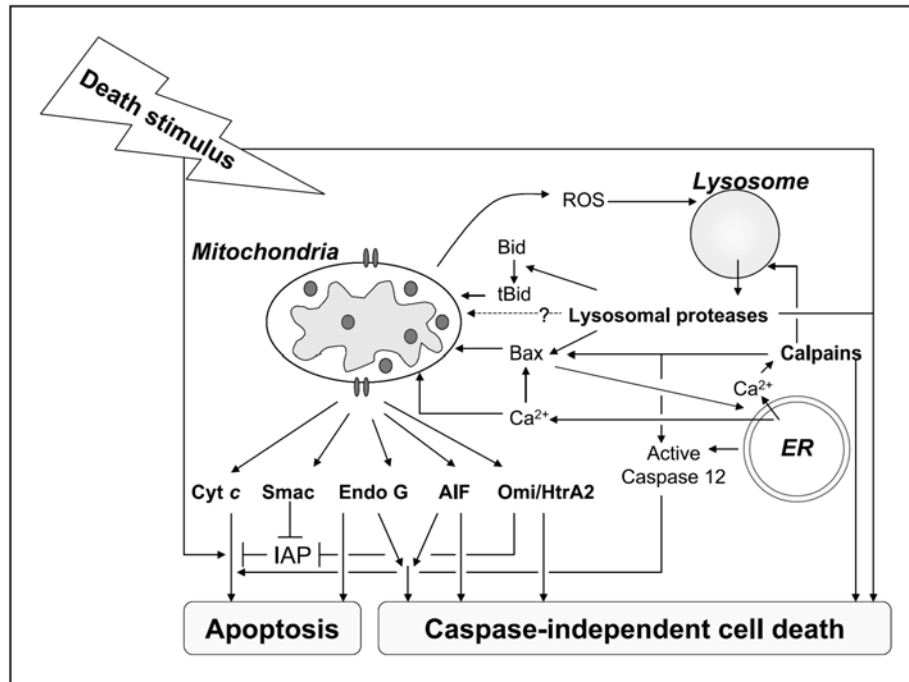 Death stimulus
Lysosome
ROS
Mitochondria
Bid
tBid
?
Lysosomal proteases
Bax
Calpains
Ca²⁺
Ca²⁺
ER
Active
Caspase 12
Cyt c
Smac
Endo G
AIF
Omi/HtrA2
IAP
Apoptosis
Caspase-independent cell death